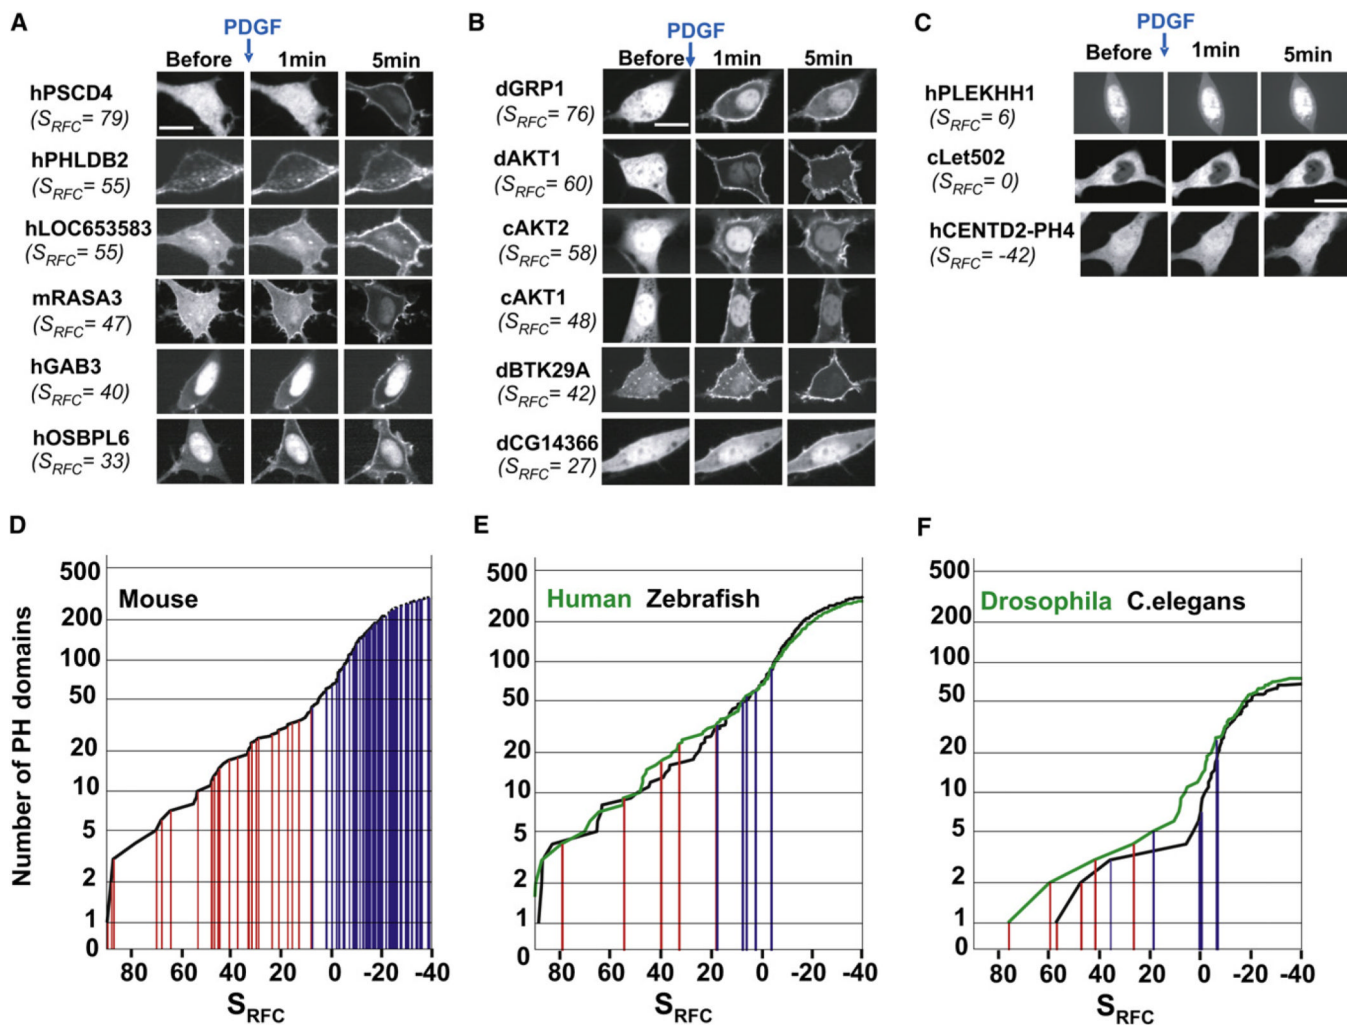 A
PDGF
Before 1min 5min
hPSCD4
(SRFC= 79)
hPHLDB2
(SRFC= 55)
hLOC653583
(SRFC= 55)
mRASA3
(SRFC= 47)
hGAB3
(SRFC= 40)
hOSBPL6
(SRFC= 33)
B
PDGF
Before 1min 5min
dGRP1
(SRFC= 76)
dAKT1
(SRFC= 60)
cAKT2
(SRFC= 58)
cAKT1
(SRFC= 48)
dBTK29A
(SRFC= 42)
dCG14366
(SRFC= 27)
C
PDGF
Before 1min 5min
hPLEKHH1
(SRFC= 6)
cLet502
(SRFC= 0)
hCENTD2-PH4
(SRFC= -42)
D
Number of PH domains
500
200
100
50
20
10
5
2
1
0
Mouse
80 60 40 20 0 -40
SRFC
E
500
200
100
50
20
10
5
2
1
0
Human Zebrafish
80 60 40 20 0 -40
SRFC
F
500
200
100
50
20
10
5
2
1
0
Drosophila C.elegans
80 60 40 20 0 -40
SRFC